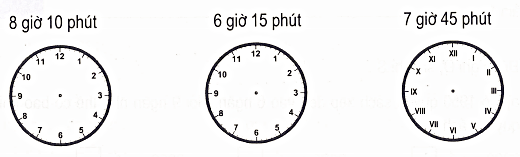 8 giờ 10 phút
6 giờ 15 phút
7 giờ 45 phút
12 1 2 3 4 5 6 7 8 9 10 11
12 1 2 3 4 5 6 7 8 9 10 11
XII I II III IV V VI VII VIII IX X XI